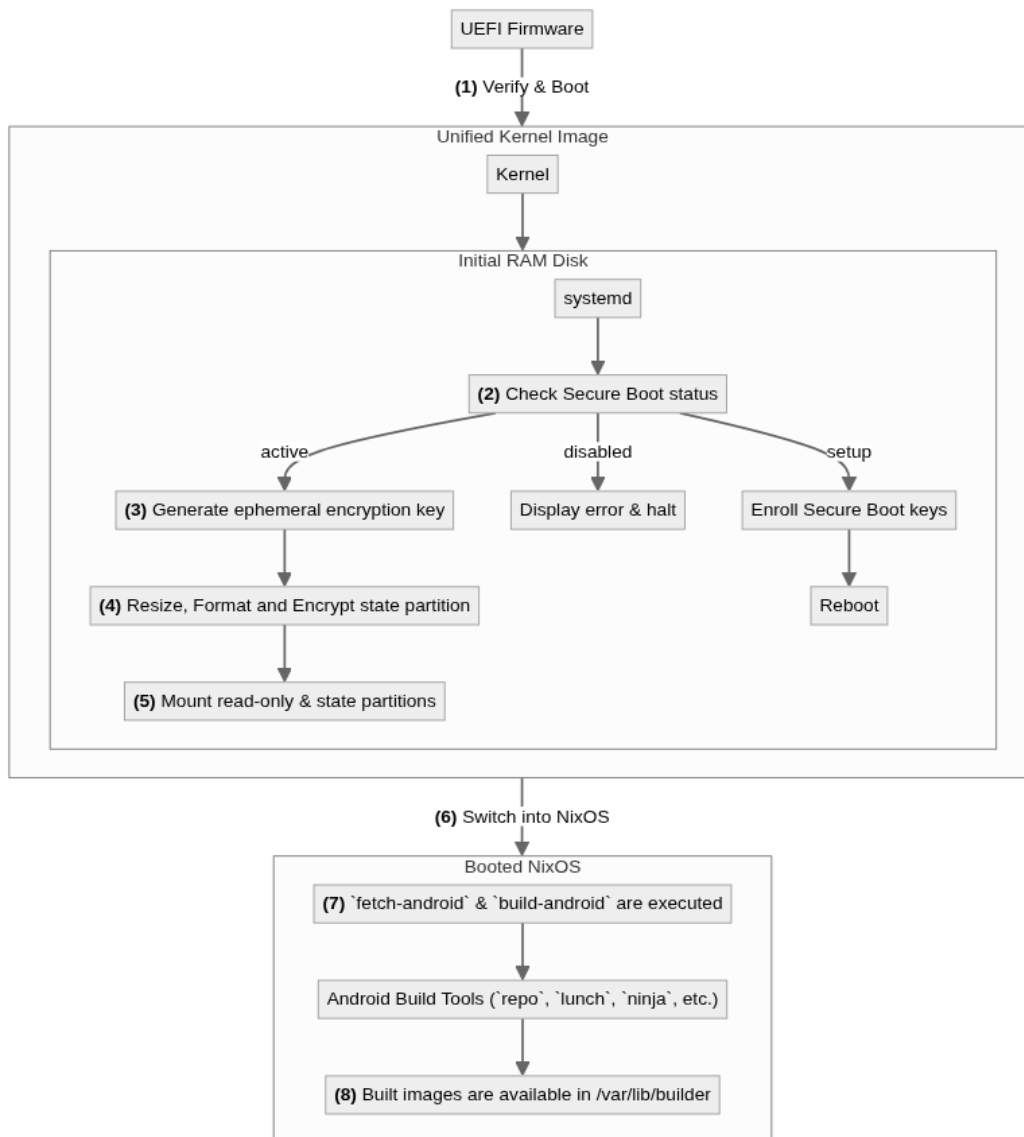 UEFI Firmware
(1) Verify & Boot
Unified Kernel Image
Kernel
Initial RAM Disk
systemd
(2) Check Secure Boot status
active
disabled
setup
(3) Generate ephemeral encryption key
Display error & halt
Enroll Secure Boot keys
(4) Resize, Format and Encrypt state partition
Reboot
(5) Mount read-only & state partitions
(6) Switch into NixOS
Booted NixOS
(7) `fetch-android` & `build-android` are executed
Android Build Tools (`repo`, `lunch`, `ninja`, etc.)
(8) Built images are available in /var/lib/builder